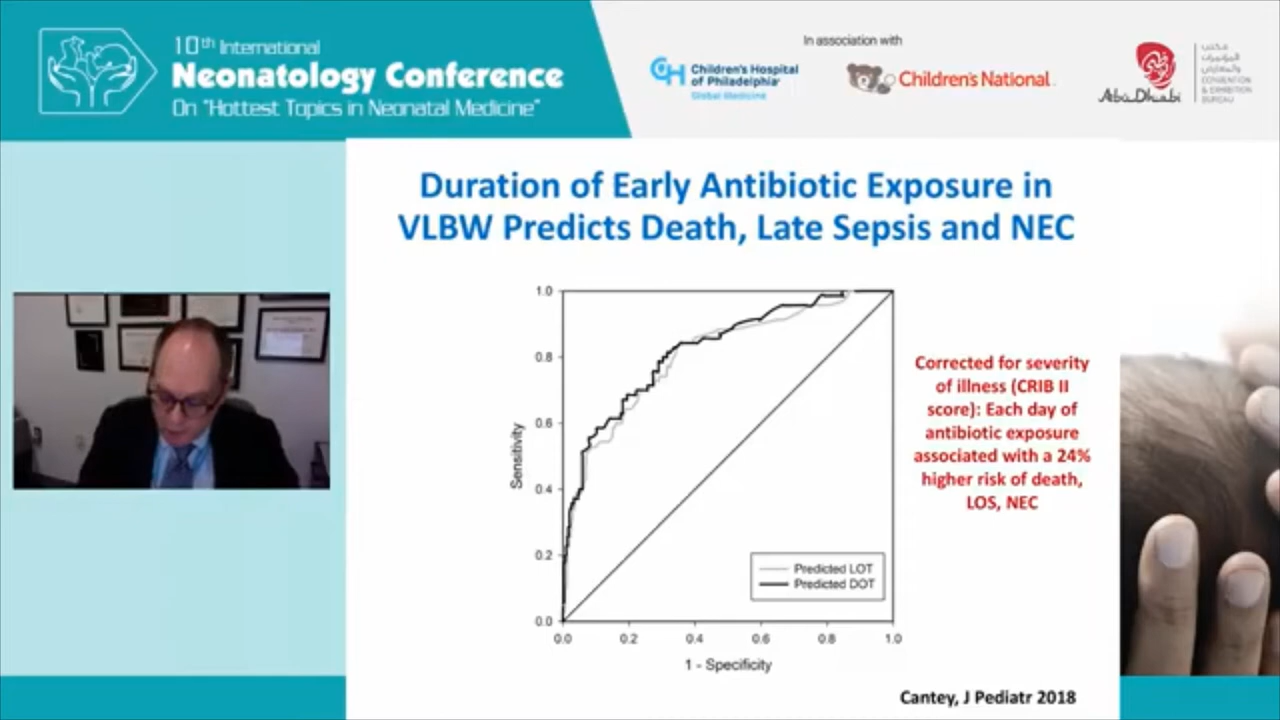 10th International
Neonatology Conference
On "Hottest Topics in Neonatal Medicine"
In association with
CH Children's Hospital
of Philadelphia
Global Medicine
Children's National
Abu Dhabi
CONVENTION
& EXHIBITION
BUREAU
Duration of Early Antibiotic Exposure in
VLBW Predicts Death, Late Sepsis and NEC
1.0
0.8
0.6
0.4
0.2
0.0
Sensitivity
0.0 0.2 0.4 0.6 0.8 1.0
1 - Specificity
Predicted LOT
Predicted DOT
Corrected for severity
of illness (CRIB II
score): Each day of
antibiotic exposure
associated with a 24%
higher risk of death,
LOS, NEC
Cantey, J Pediatr 2018